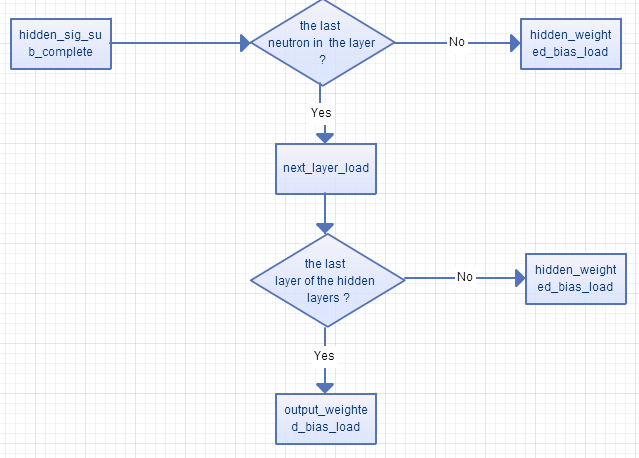 hidden_sig_su
b_complete
the last
neutron in the layer
?
No
hidden_weight
ed_bias_load
Yes
next_layer_load
the last
layer of the hidden
layers ?
No
hidden_weight
ed_bias_load
Yes
output_weighte
d_bias_load